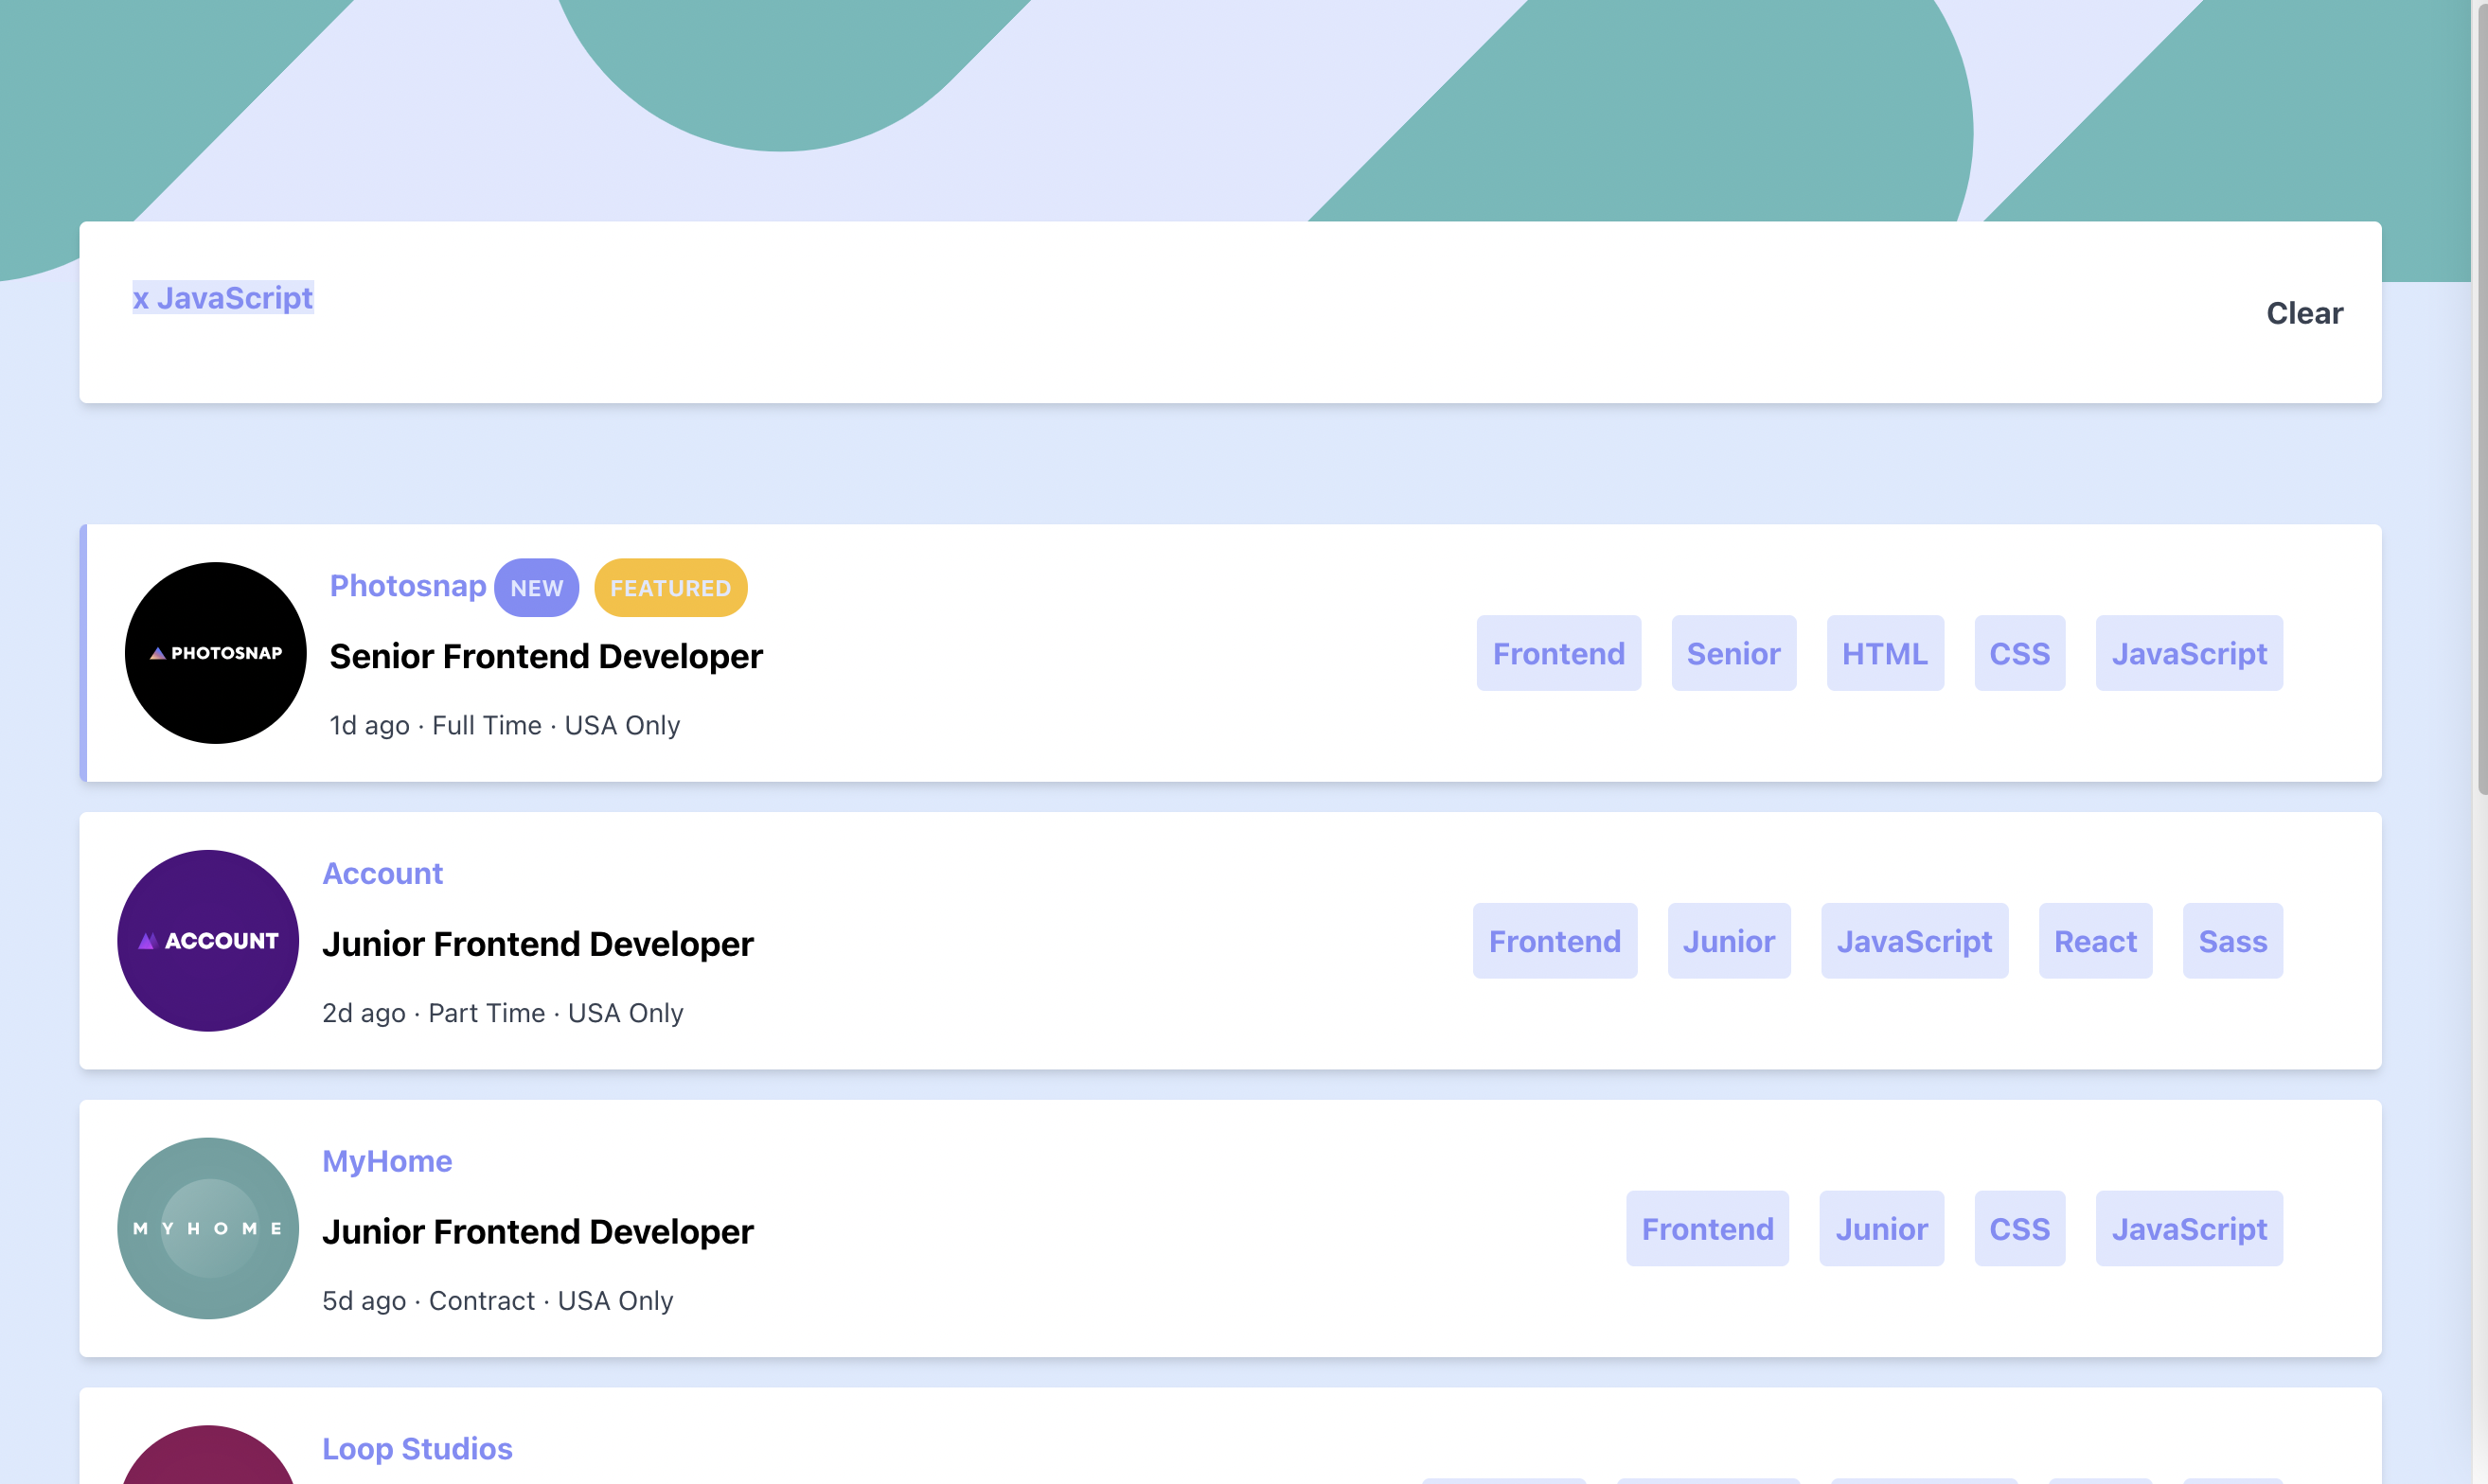 x JavaScript
Clear
PHOTOSNAP
Photosnap NEW FEATURED
Senior Frontend Developer
1d ago · Full Time · USA Only
Frontend Senior HTML CSS JavaScript
ACCOUNT
Account
Junior Frontend Developer
2d ago · Part Time · USA Only
Frontend Junior JavaScript React Sass
MYHOME
MyHome
Junior Frontend Developer
5d ago · Contract · USA Only
Frontend Junior CSS JavaScript
Loop Studios